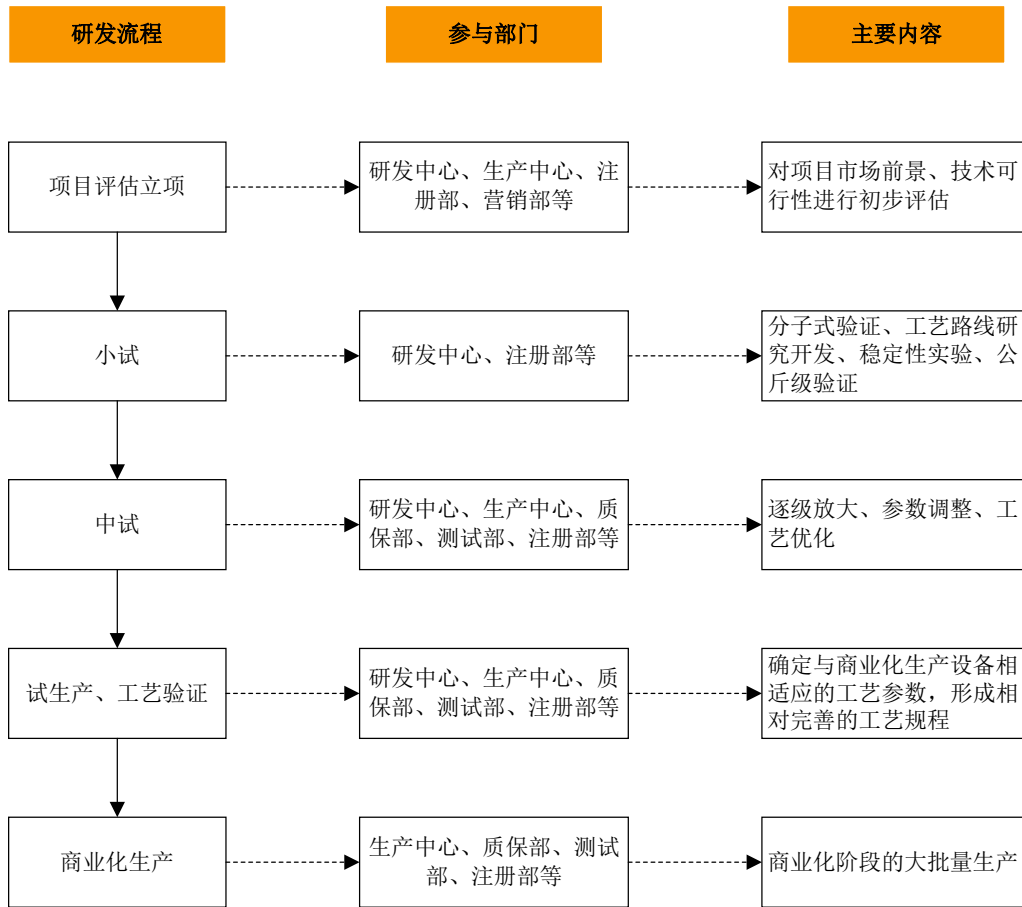 研发流程
参与部门
主要内容
项目评估立项
研发中心、生产中心、注
册部、营销部等
对项目市场前景、技术可
行性进行初步评估
小试
研发中心、注册部等
分子式验证、工艺路线研
究开发、稳定性实验、公
斤级验证
中试
研发中心、生产中心、质
保部、测试部、注册部等
逐级放大、参数调整、工
艺优化
试生产、工艺验证
研发中心、生产中心、质
保部、测试部、注册部等
确定与商业化生产设备相
适应的工艺参数，形成相
对完善的工艺规程
商业化生产
生产中心、质保部、测试
部、注册部等
商业化阶段的大批量生产